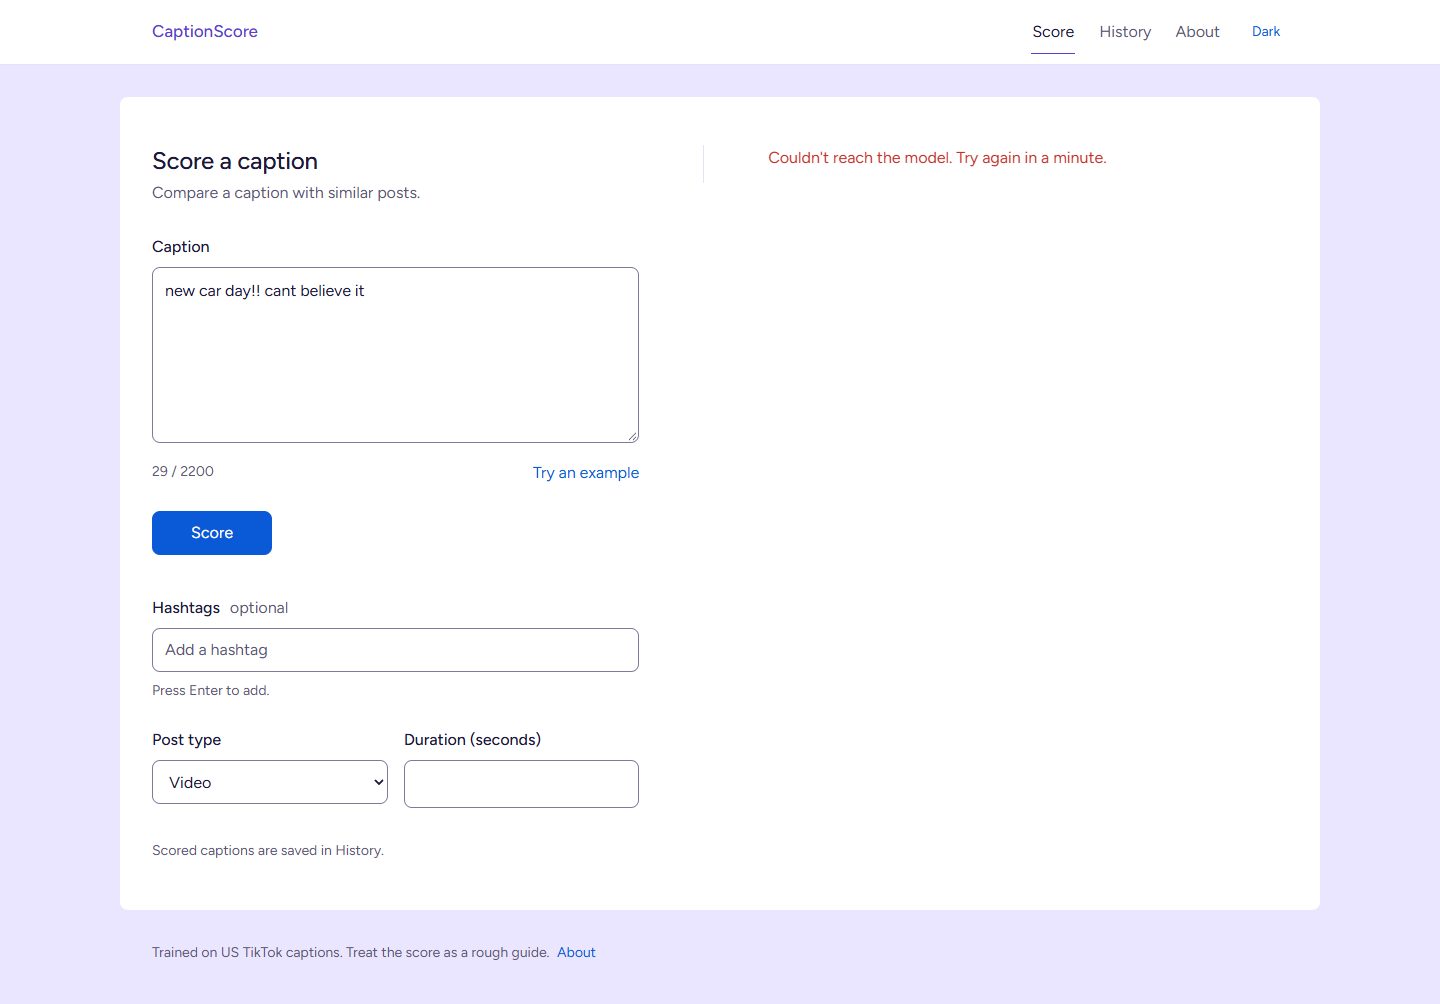 CaptionScore
Score
History
About
Dark
Score a caption
Compare a caption with similar posts.
Caption
new car day!! cant believe it
29 / 2200
Try an example
Score
Hashtags optional
Add a hashtag
Press Enter to add.
Post type
Video
Duration (seconds)
Scored captions are saved in History.
Couldn't reach the model. Try again in a minute.
Trained on US TikTok captions. Treat the score as a rough guide. About